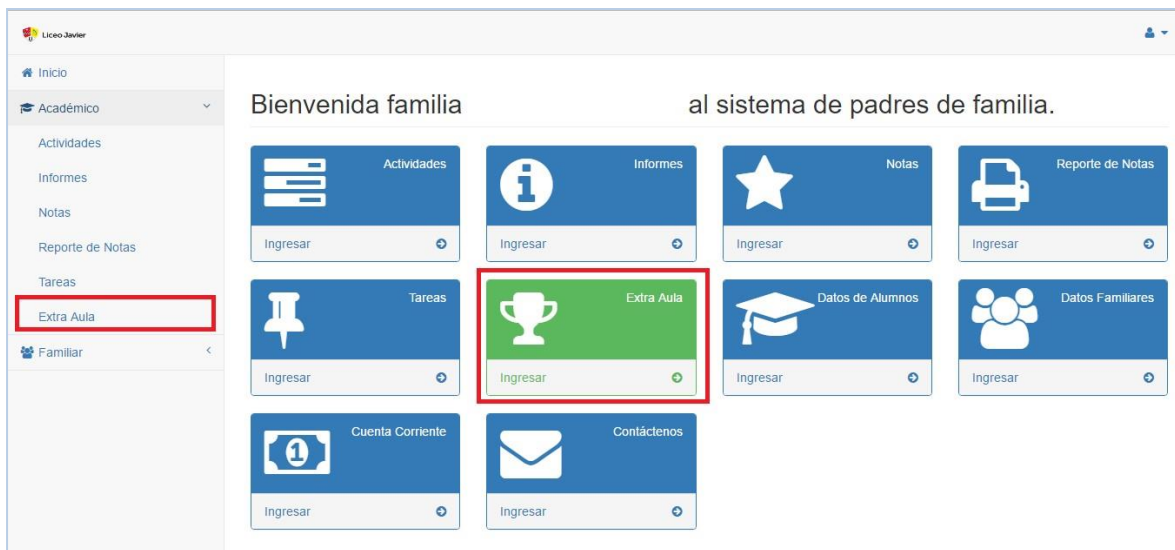 Liceo Javier
Inicio
Académico
Actividades
Informes
Notas
Reporte de Notas
Tareas
Extra Aula
Familiar
Bienvenida familia al sistema de padres de familia.
Actividades
Ingresar
Informes
Ingresar
Notas
Ingresar
Reporte de Notas
Ingresar
Tareas
Ingresar
Extra Aula
Ingresar
Datos de Alumnos
Ingresar
Datos Familiares
Ingresar
1
Cuenta Corriente
Ingresar
Contáctenos
Ingresar